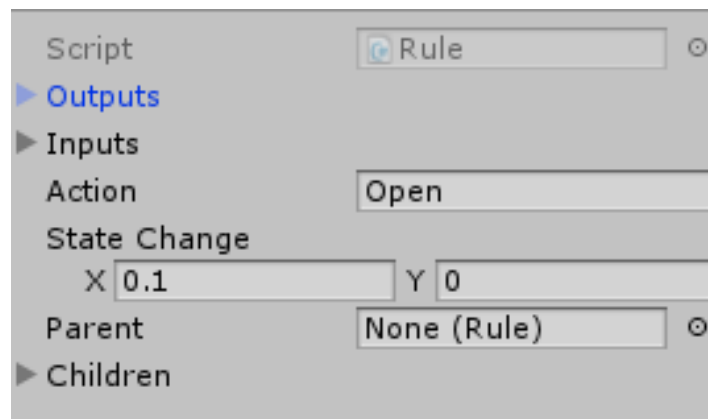 Script Rule
Outputs
Inputs
Action Open
State Change
X 0.1 Y 0
Parent None (Rule)
Children